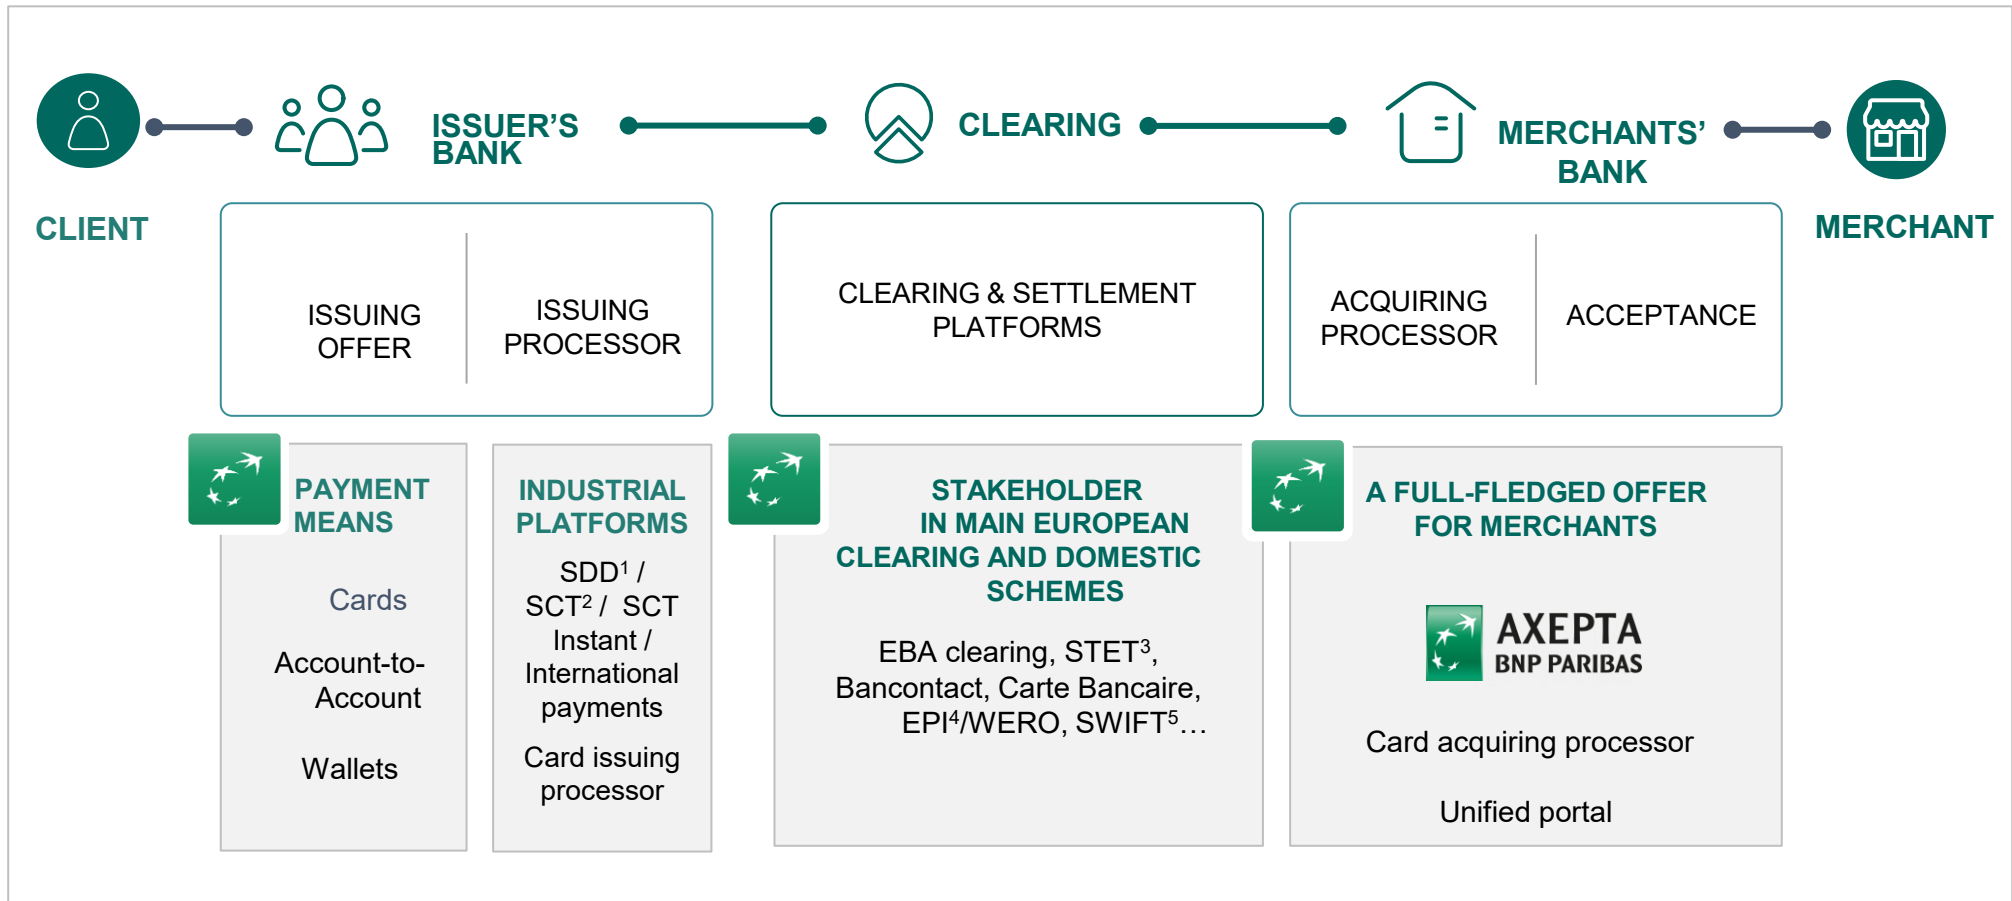 CLIENT
ISSUER'S
BANK
CLEARING
MERCHANTS'
BANK
MERCHANT
ISSUING
OFFER
ISSUING
PROCESSOR
CLEARING & SETTLEMENT
PLATFORMS
ACQUIRING
PROCESSOR
ACCEPTANCE
PAYMENT
MEANS
Cards
Account-to-
Account
Wallets
INDUSTRIAL
PLATFORMS
SDD¹ /
SCT² / SCT
Instant /
International
payments
Card issuing
processor
STAKEHOLDER
IN MAIN EUROPEAN
CLEARING AND DOMESTIC
SCHEMES
EBA clearing, STET³,
Bancontact, Carte Bancaire,
EPI⁴/WERO, SWIFT⁵…
A FULL-FLEDGED OFFER
FOR MERCHANTS
AXEPTA
BNP PARIBAS
Card acquiring processor
Unified portal